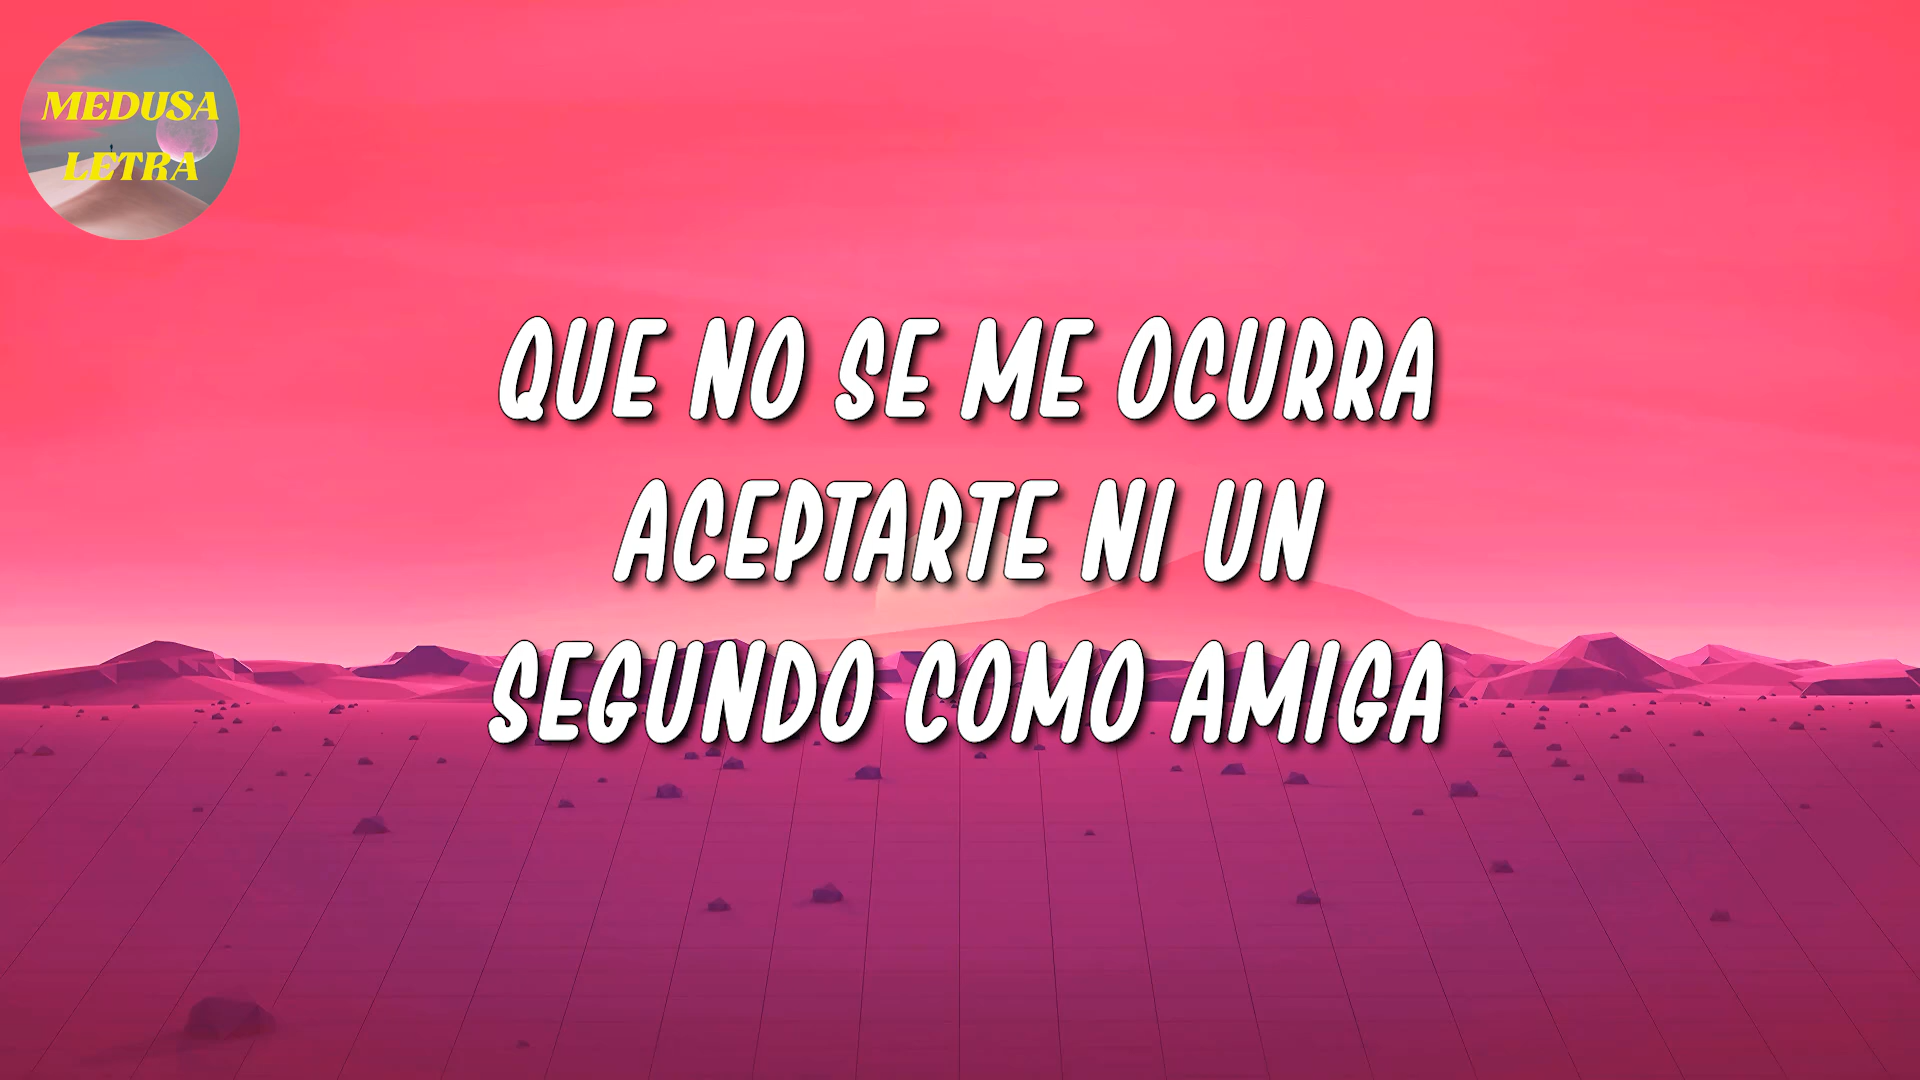 MEDUSA
LETRA
QUE NO SE ME OCURRA
ACEPTARTE NI UN
SEGUNDO COMO AMIGA